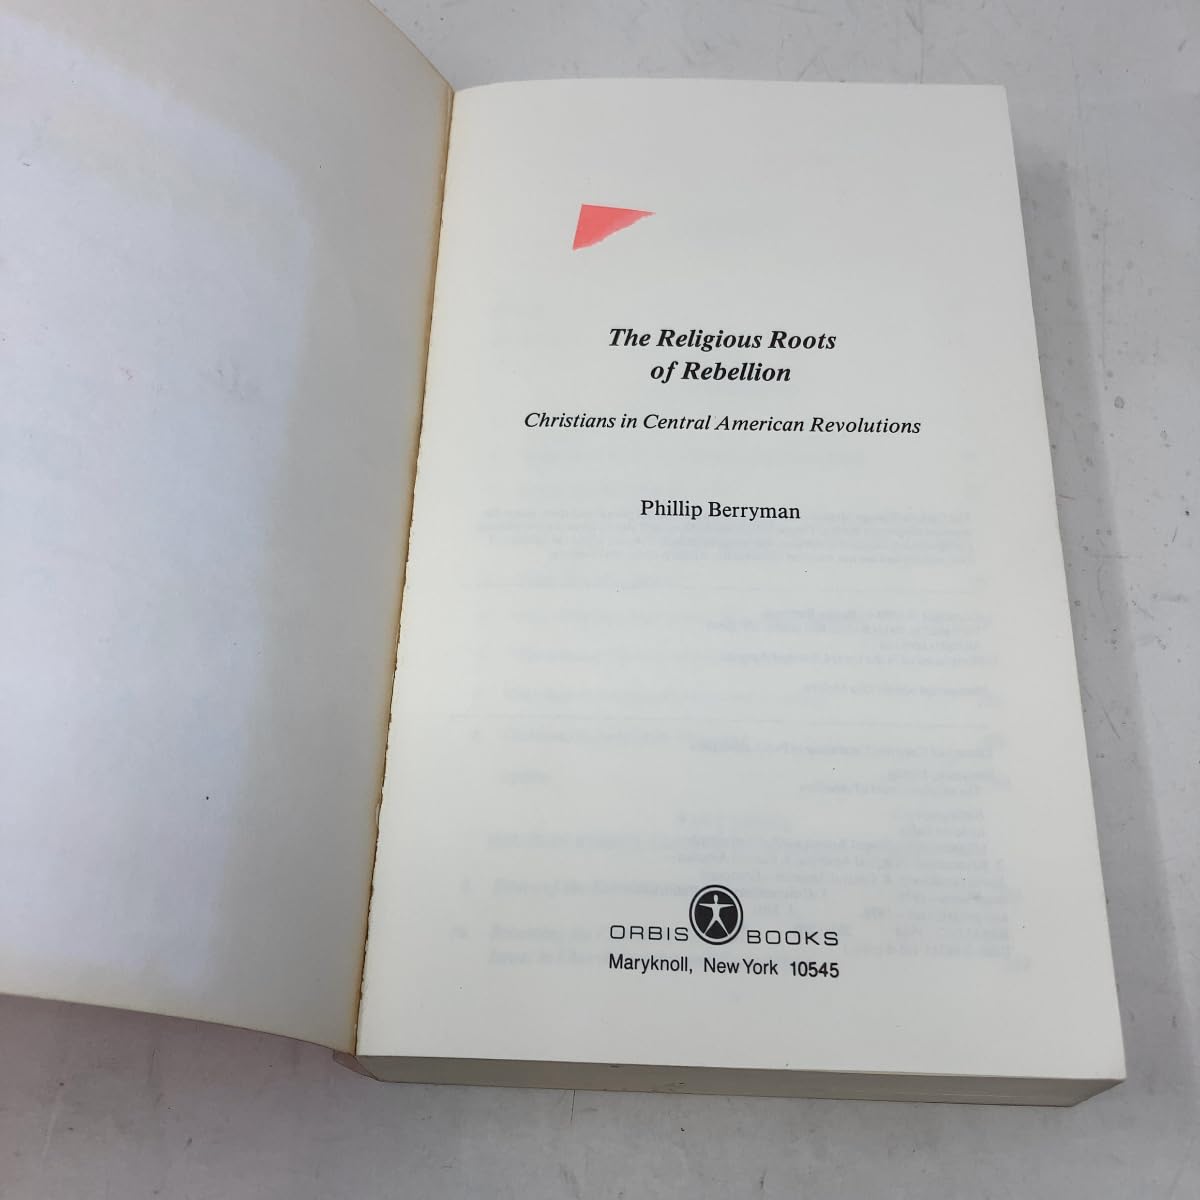 The Religious Roots
of Rebellion
Christians in Central American Revolutions
Phillip Berryman
ORBIS BOOKS
Maryknoll, New York 10545